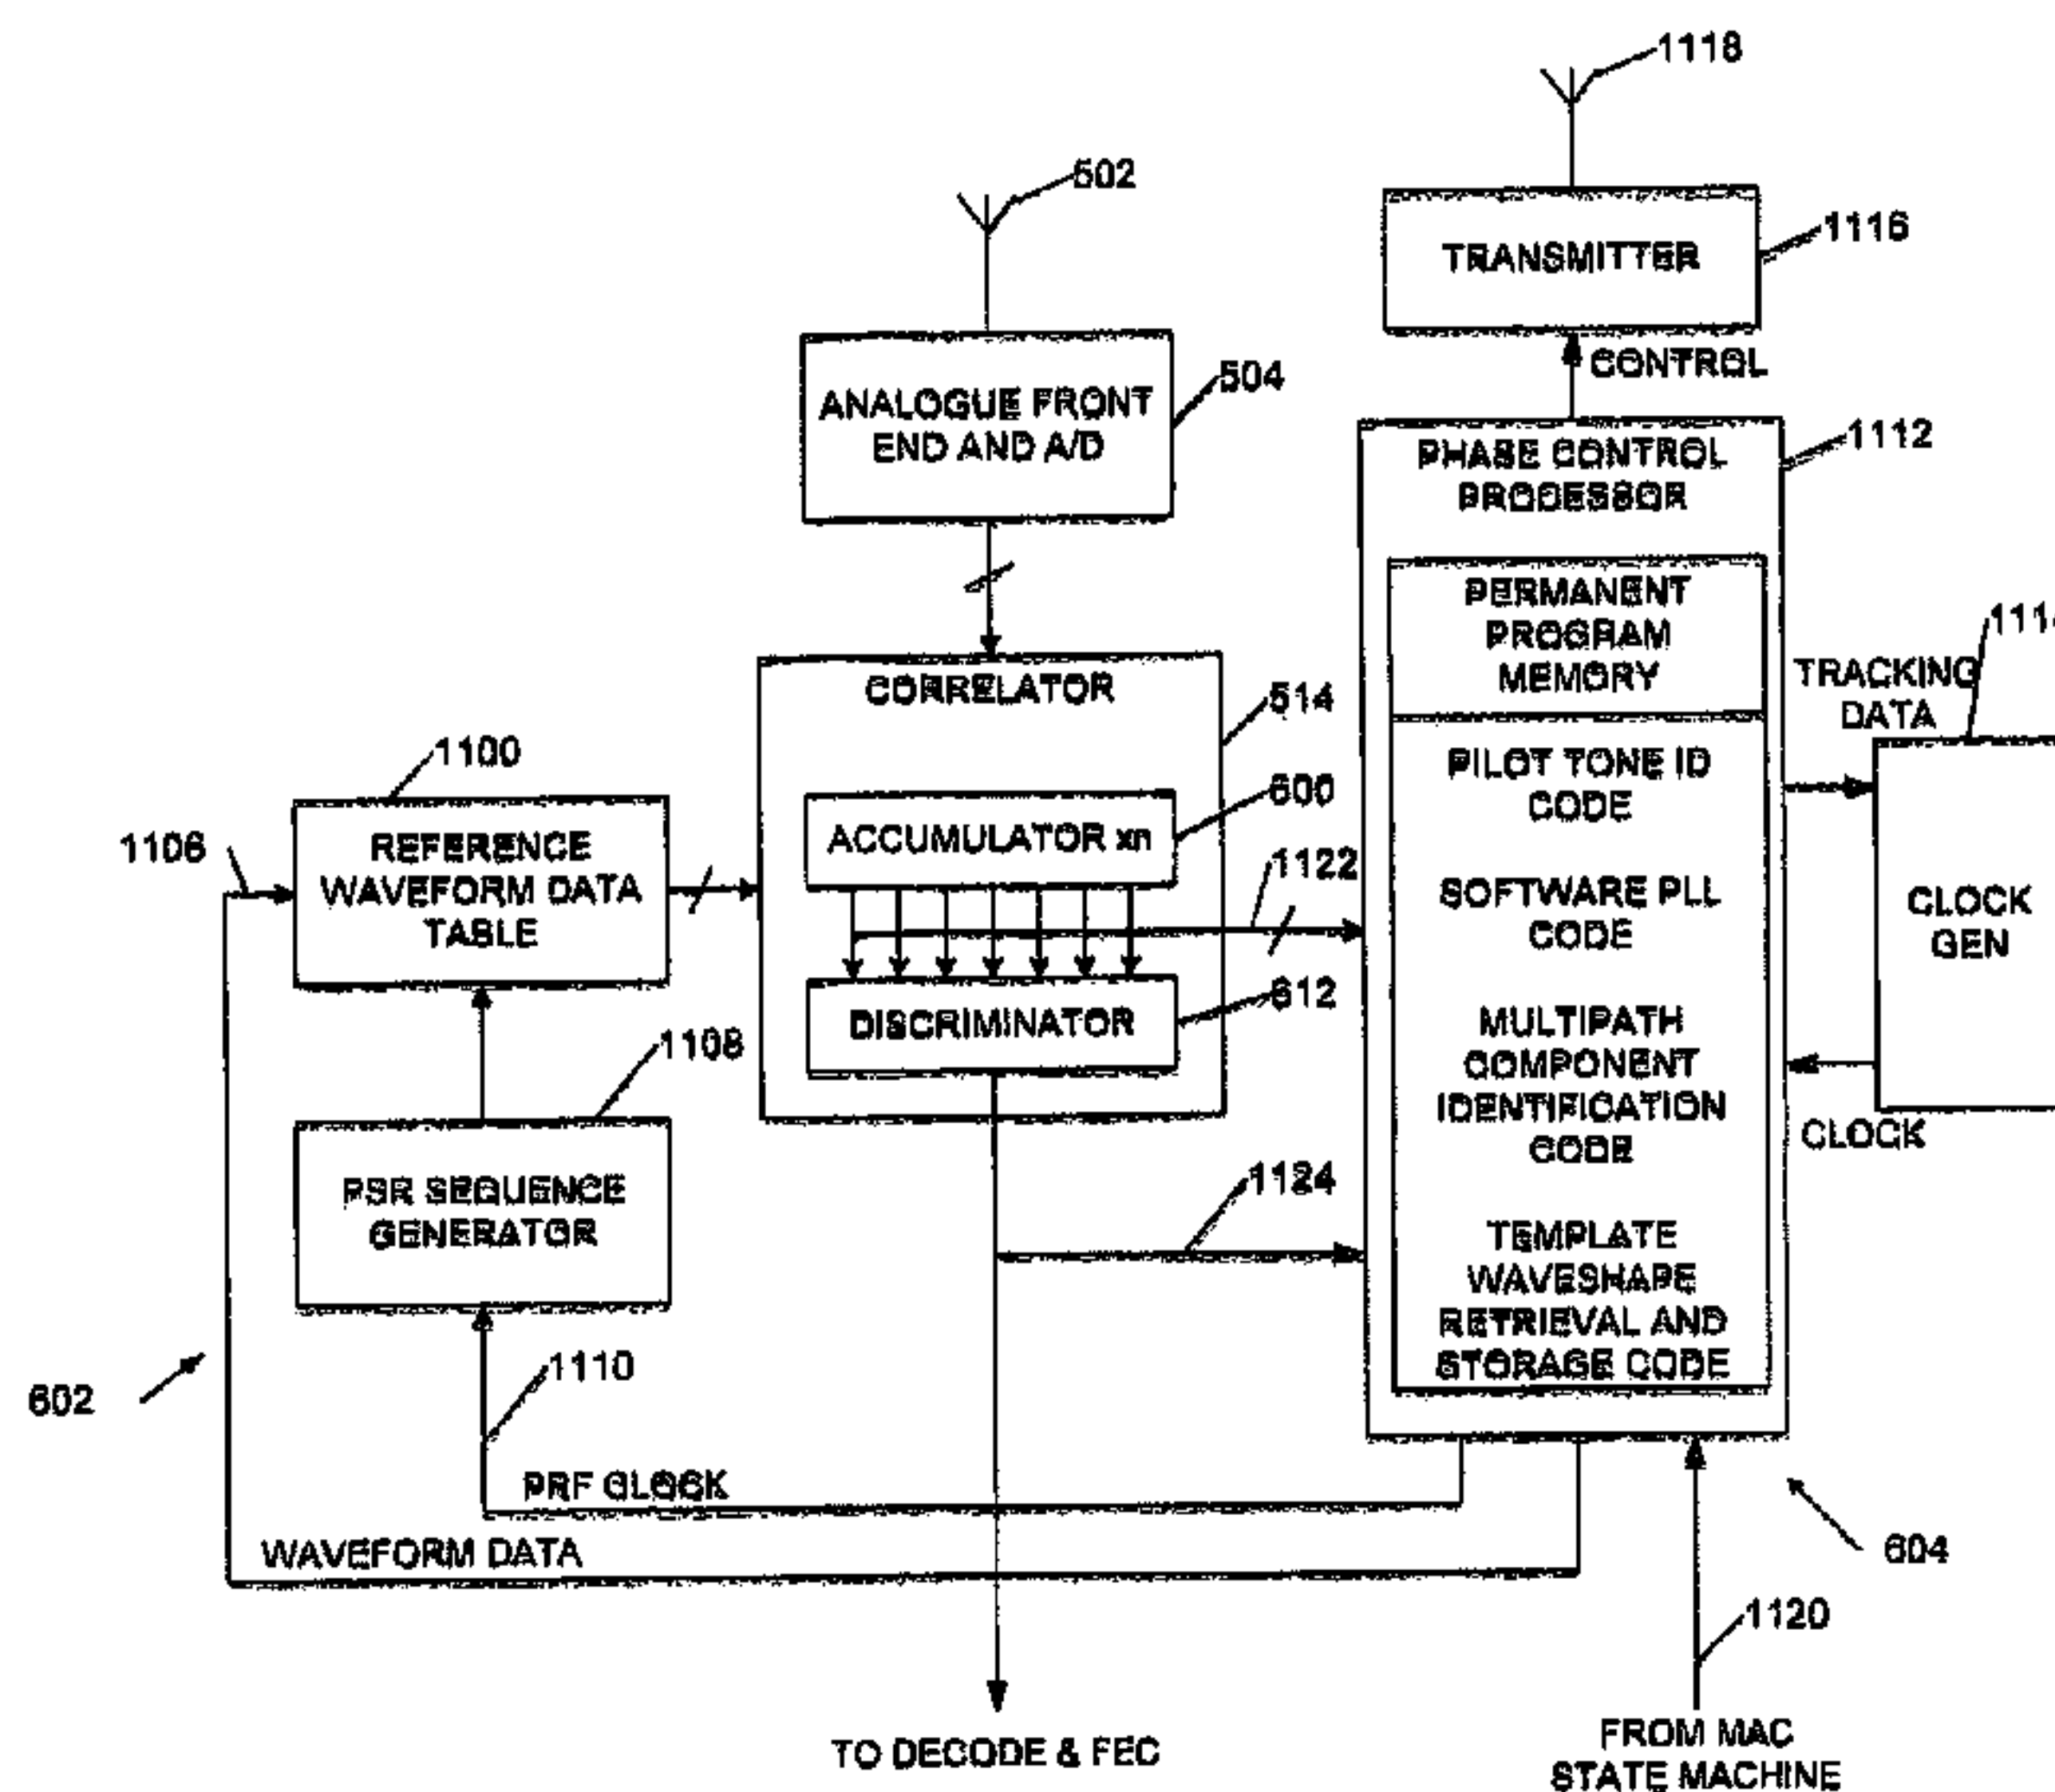 1118
502
1116
TRANSMITTER
CONTROL
504
ANALOGUE FRONT
END AND A/D
1112
PHASE CONTROL
PROCESSOR
PERMANENT
PROGRAM
MEMORY
TRACKING
DATA
CORRELATOR
514
1100
REFERENCE
WAVEFORM DATA
TABLE
1106
ACCUMULATOR xn
600
1122
DISCRIMINATOR
612
PILOT TONE ID
CODE
SOFTWARE PLL
CODE
MULTIPATH
COMPONENT
IDENTIFICATION
CODE
TEMPLATE
WAVESHAPE
RETRIEVAL AND
STORAGE CODE
CLOCK
GEN
CLOCK
1108
PSR SEQUENCE
GENERATOR
1124
602
1110
PRF CLOCK
WAVEFORM DATA
604
1120
TO DECODE & FEC
FROM MAC
STATE MACHINE